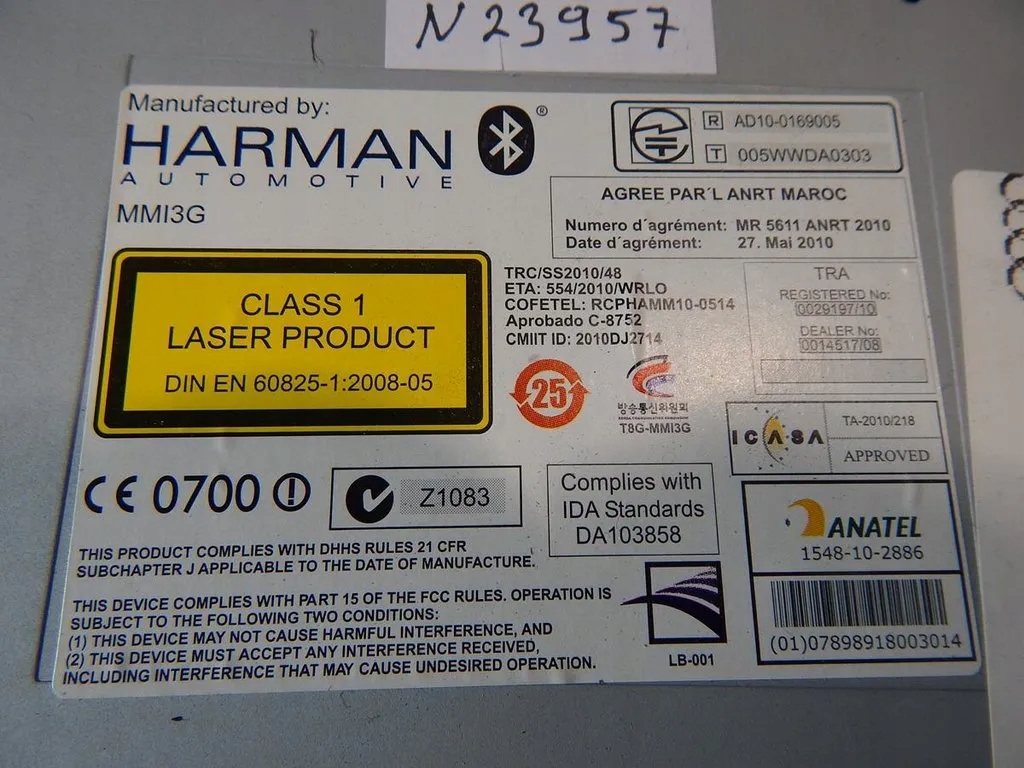 N 23957
Manufactured by:
HARMAN
AUTOMOTIVE
MMI3G
®
R AD10-0169005
T 005WWDA0303
AGREE PAR´L ANRT MAROC
Numero d´agrément: MR 5611 ANRT 2010
Date d´agrément: 27. Mai 2010
CLASS 1
LASER PRODUCT
DIN EN 60825-1:2008-05
TRC/SS2010/48
ETA: 554/2010/WRLO
COFETEL: RCPHAMM10-0514
Aprobado C-8752
CMIIT ID: 2010DJ2714
TRA
REGISTERED No:
0029197/10
DEALER No:
0014517/08
25
방송통신위원회
T8G-MMI3G
ICASA
TA-2010/218
APPROVED
CE 0700
Z1083
Complies with
IDA Standards
DA103858
ANATEL
1548-10-2886
(01)07898918003014
THIS PRODUCT COMPLIES WITH DHHS RULES 21 CFR
SUBCHAPTER J APPLICABLE TO THE DATE OF MANUFACTURE.
THIS DEVICE COMPLIES WITH PART 15 OF THE FCC RULES. OPERATION IS
SUBJECT TO THE FOLLOWING TWO CONDITIONS:
(1) THIS DEVICE MAY NOT CAUSE HARMFUL INTERFERENCE, AND
(2) THIS DEVICE MUST ACCEPT ANY INTERFERENCE RECEIVED,
INCLUDING INTERFERENCE THAT MAY CAUSE UNDESIRED OPERATION.
LB-001